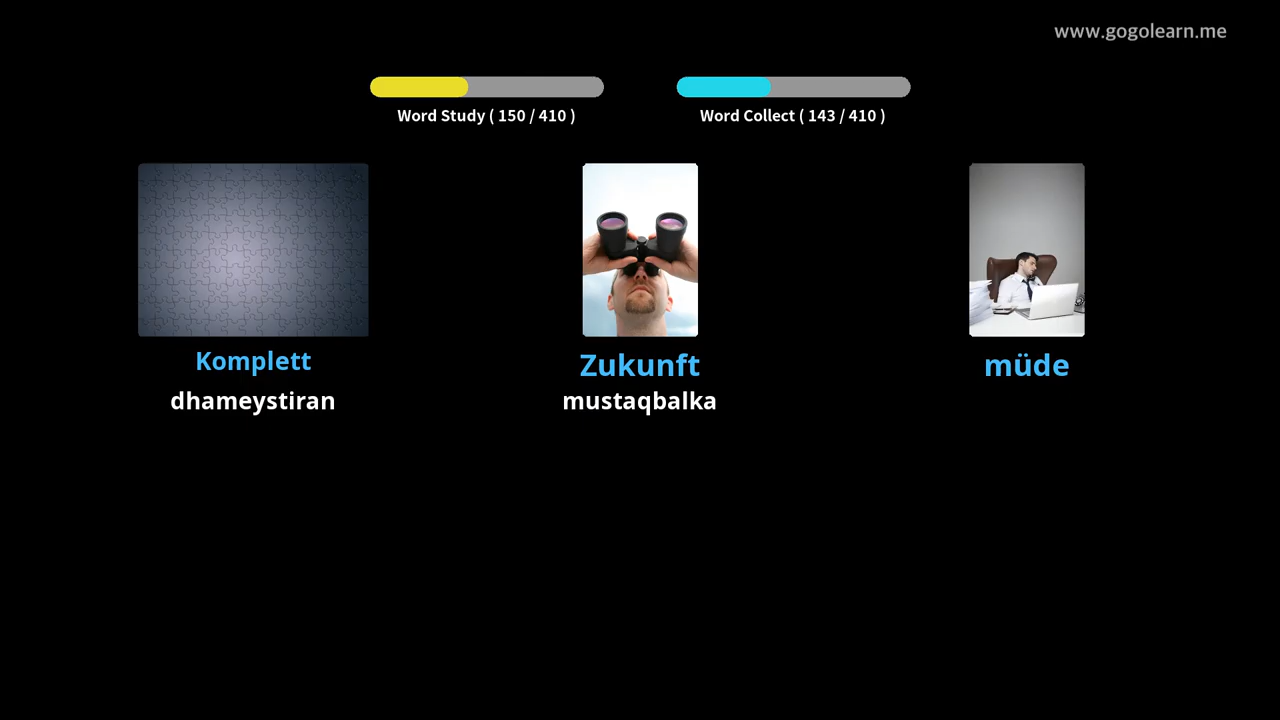 www.gogolearn.me
Word Study ( 150 / 410 )
Word Collect ( 143 / 410 )
Komplett
Zukunft
müde
dhameystiran
mustaqbalka